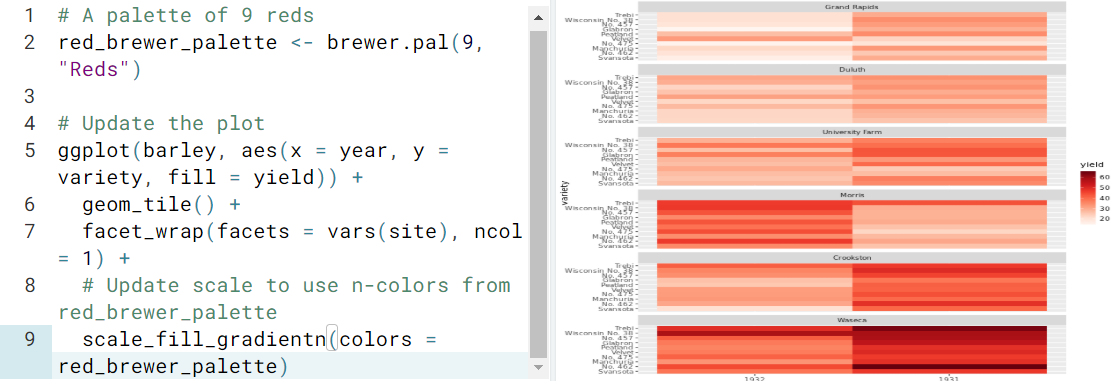 1 # A palette of 9 reds
2 red_brewer_palette <- brewer.pal(9,
"Reds")
3
4 # Update the plot
5 ggplot(barley, aes(x = year, y =
variety, fill = yield)) +
6 geom_tile() +
7 facet_wrap(facets = vars(site), ncol
= 1) +
8 # Update scale to use n-colors from
red_brewer_palette
9 scale_fill_gradientn(colors =
red_brewer_palette)
variety
Grand Rapids
Trebi
Wisconsin No. 38
No. 457
Glabron
Peatland
Velvet
No. 475
Manchuria
No. 462
Svansota
Duluth
Trebi
Wisconsin No. 38
No. 457
Glabron
Peatland
Velvet
No. 475
Manchuria
No. 462
Svansota
University Farm
Trebi
Wisconsin No. 38
No. 457
Glabron
Peatland
Velvet
No. 475
Manchuria
No. 462
Svansota
Morris
Trebi
Wisconsin No. 38
No. 457
Glabron
Peatland
Velvet
No. 475
Manchuria
No. 462
Svansota
Crookston
Trebi
Wisconsin No. 38
No. 457
Glabron
Peatland
Velvet
No. 475
Manchuria
No. 462
Svansota
Waseca
Trebi
Wisconsin No. 38
No. 457
Glabron
Peatland
Velvet
No. 475
Manchuria
No. 462
Svansota
1932 1931
yield
60
50
40
30
20